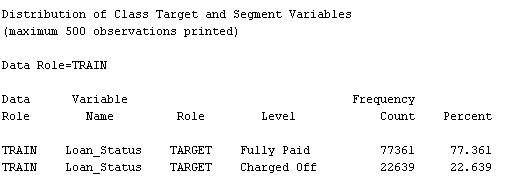 Distribution of Class Target and Segment Variables
(maximum 500 observations printed)
Data Role=TRAIN
Data Variable Frequency
Role Name Role Level Count Percent
TRAIN Loan_Status TARGET Fully Paid 77361 77.361
TRAIN Loan_Status TARGET Charged Off 22639 22.639